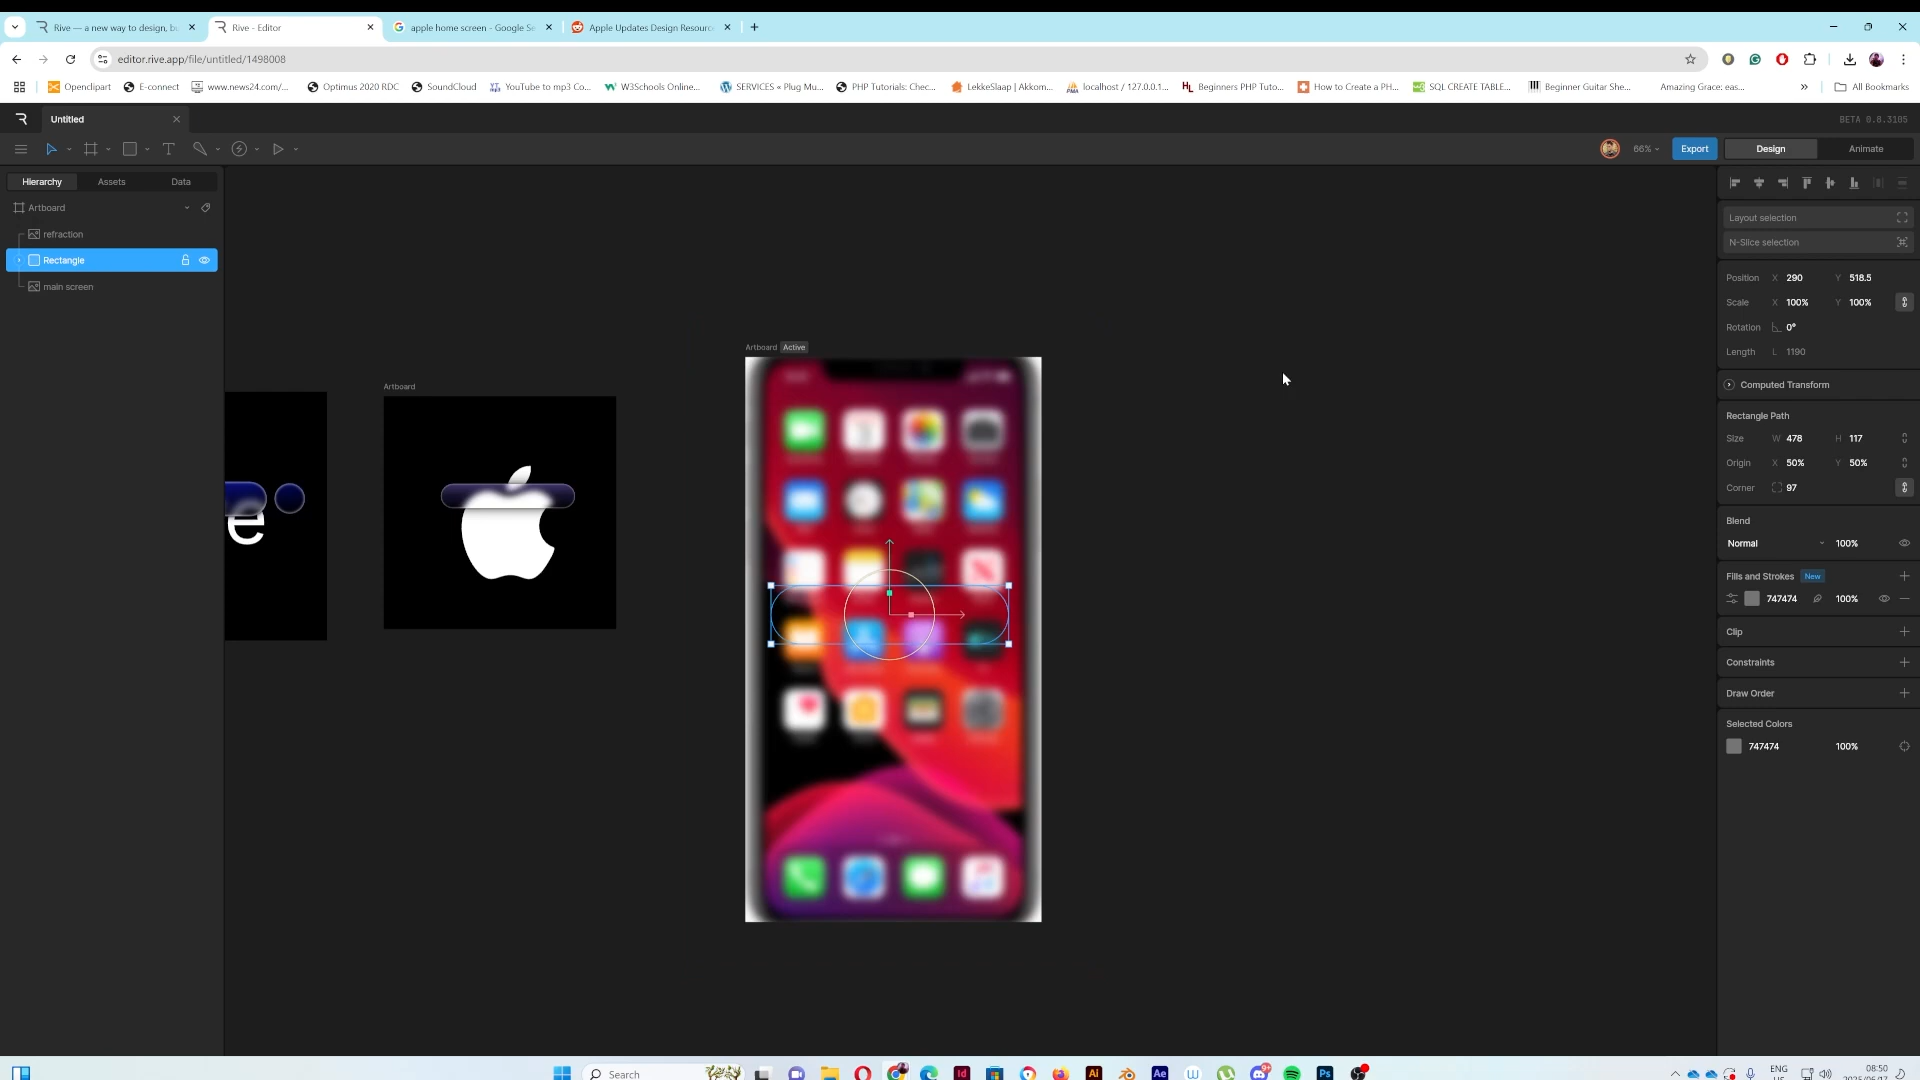 Rive — a new way to design, bu
Rive - Editor
apple home screen - Google Se
Apple Updates Design Resourc
editor.rive.app/file/untitled/1498008
Openclipart
E-connect
www.news24.com/...
Optimus 2020 RDC
SoundCloud
YouTube to mp3 Co...
W3Schools Online...
SERVICES « Plug Mu...
PHP Tutorials: Chec...
LekkeSlaap | Akkom...
localhost / 127.0.0.1...
Beginners PHP Tuto...
How to Create a PH...
SQL CREATE TABLE...
Beginner Guitar She...
Amazing Grace: eas...
All Bookmarks
Untitled
BETA 0.8.3105
66%
Export
Design
Animate
Hierarchy
Assets
Data
Artboard
refraction
Rectangle
main screen
Artboard
Artboard Active
e
Layout selection
N-Slice selection
Position X 290 Y 518.5
Scale X 100% Y 100%
Rotation 0°
Length L 1190
Computed Transform
Rectangle Path
Size W 478 H 117
Origin X 50% Y 50%
Corner 97
Blend
Normal 100%
Fills and Strokes New
747474 100%
Clip
Constraints
Draw Order
Selected Colors
747474 100%
Search
ENG
08:50